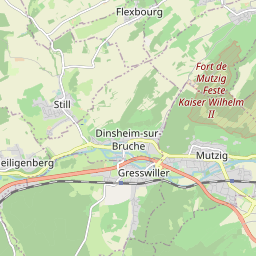 Flexbourg
Fort de
Mutzig
- Feste
Kaiser Wilhelm
II
Still
Dinsheim-sur-
Bruche
Mutzig
eiligenberg
Gresswiller